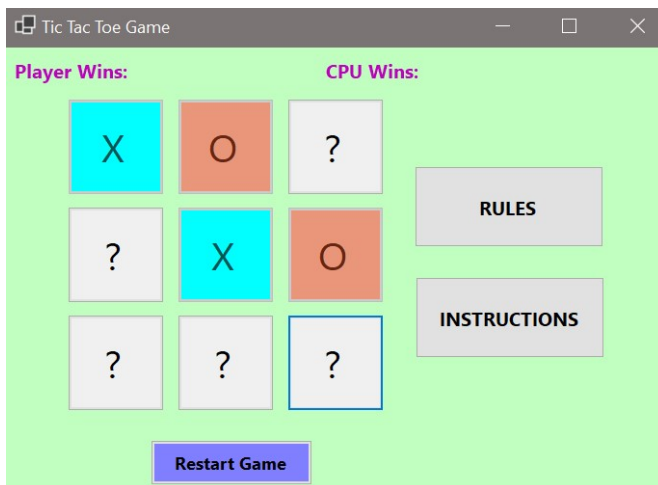 Tic Tac Toe Game
Player Wins: CPU Wins:
X O ?
RULES
? X O
INSTRUCTIONS
? ? ?
Restart Game